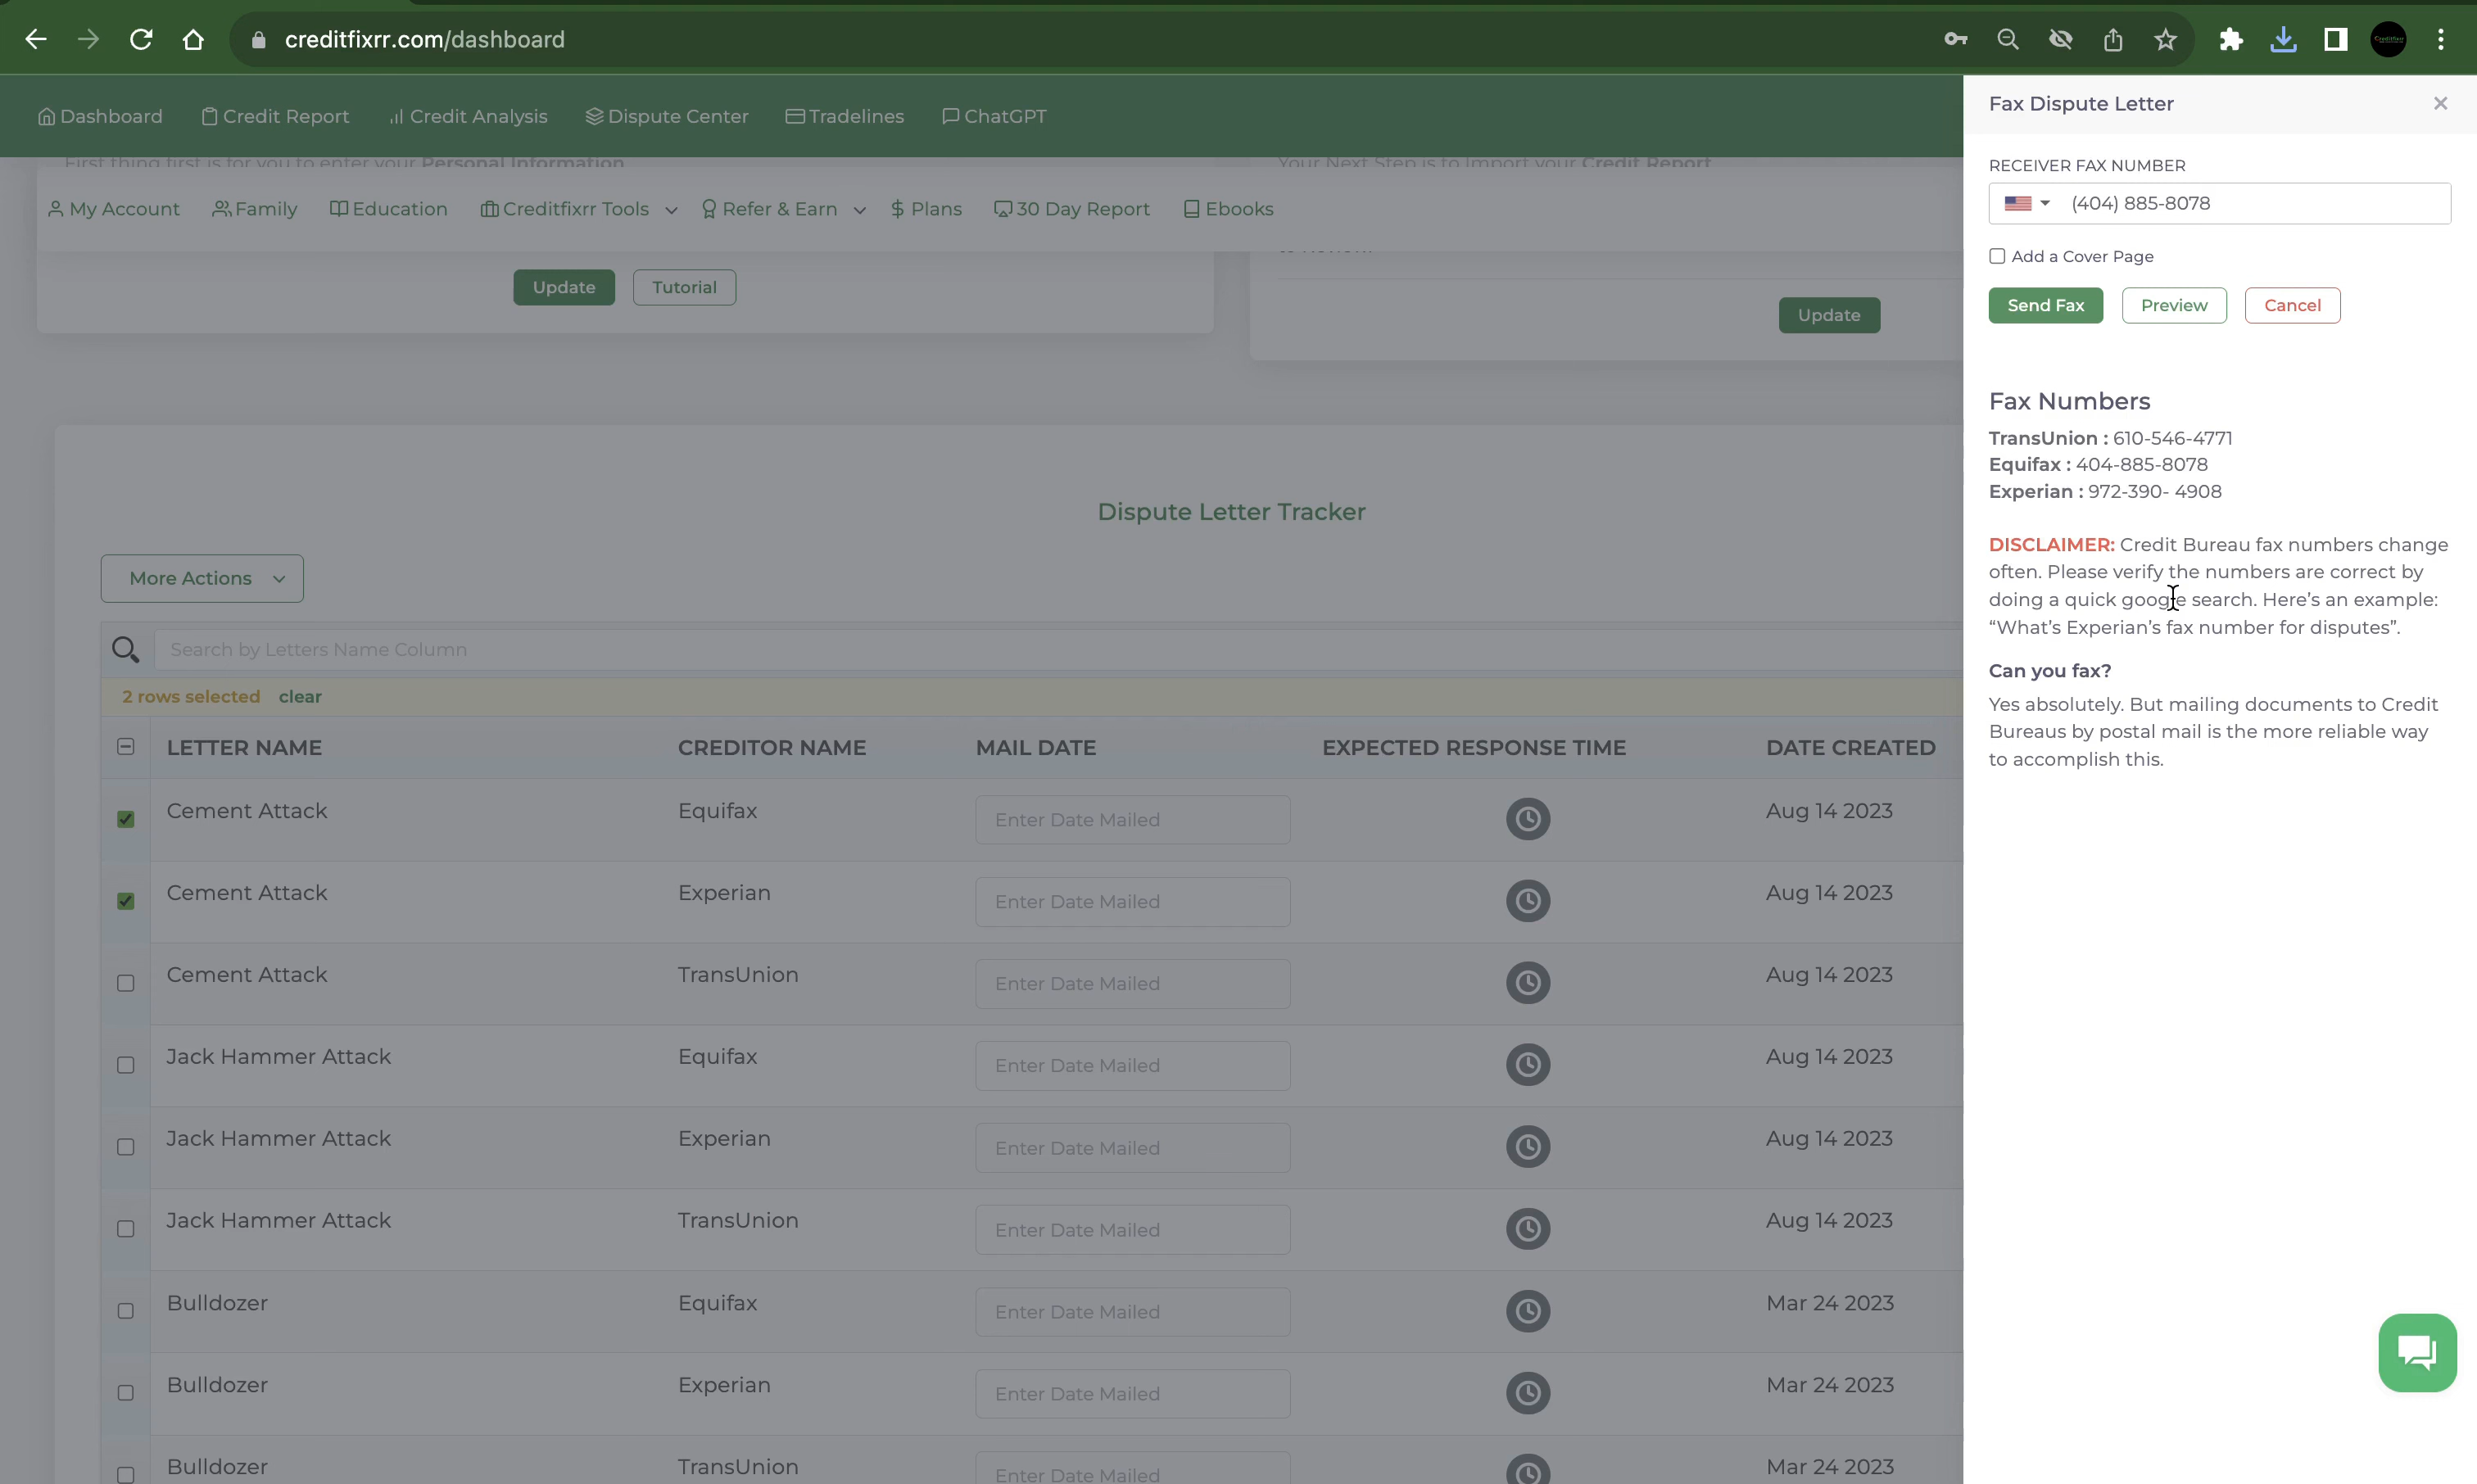 creditfixrr.com/dashboard
Dashboard
Credit Report
Credit Analysis
Dispute Center
Tradelines
ChatGPT
First thing first is for you to enter your Personal Information
Your Next Step is to Import your Credit Report
My Account
Family
Education
Creditfixrr Tools
Refer & Earn
Plans
30 Day Report
Ebooks
Update
Tutorial
Update
Dispute Letter Tracker
More Actions
Search by Letters Name Column
2 rows selected clear
LETTER NAME CREDITOR NAME MAIL DATE EXPECTED RESPONSE TIME DATE CREATED
Cement Attack Equifax Enter Date Mailed Aug 14 2023
Cement Attack Experian Enter Date Mailed Aug 14 2023
Cement Attack TransUnion Enter Date Mailed Aug 14 2023
Jack Hammer Attack Equifax Enter Date Mailed Aug 14 2023
Jack Hammer Attack Experian Enter Date Mailed Aug 14 2023
Jack Hammer Attack TransUnion Enter Date Mailed Aug 14 2023
Bulldozer Equifax Enter Date Mailed Mar 24 2023
Bulldozer Experian Enter Date Mailed Mar 24 2023
Bulldozer TransUnion Enter Date Mailed Mar 24 2023
Fax Dispute Letter
RECEIVER FAX NUMBER
(404) 885-8078
Add a Cover Page
Send Fax
Preview
Cancel
Fax Numbers
TransUnion : 610-546-4771
Equifax : 404-885-8078
Experian : 972-390- 4908
DISCLAIMER: Credit Bureau fax numbers change
often. Please verify the numbers are correct by
doing a quick google search. Here’s an example:
“What’s Experian’s fax number for disputes”.
Can you fax?
Yes absolutely. But mailing documents to Credit
Bureaus by postal mail is the more reliable way
to accomplish this.